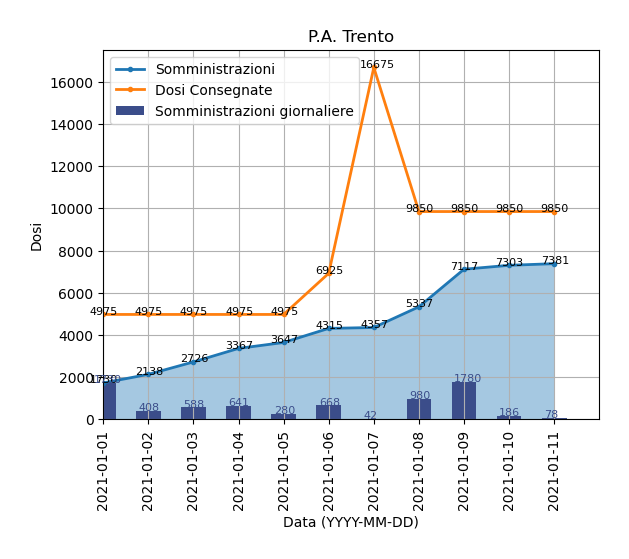 P.A. Trento
Somministrazioni
Dosi Consegnate
Somministrazioni giornaliere
Dosi
16000
14000
12000
10000
8000
6000
4000
2000
0
16675
9850 9850 9850 9850
6925
4975 4975 4975 4975 4975
1730 2138 2726 3367 3647 4315 4357 5337 7117 7303 7381
408 588 641 280 668 42 980 1780 186 78
2021-01-01
2021-01-02
2021-01-03
2021-01-04
2021-01-05
2021-01-06
2021-01-07
2021-01-08
2021-01-09
2021-01-10
2021-01-11
Data (YYYY-MM-DD)